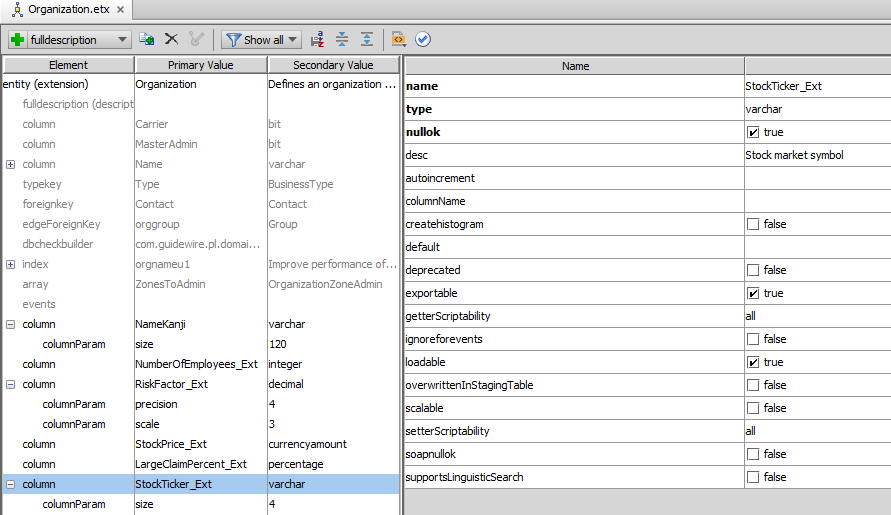 Organization.etx
fulldescription
Show all
Element Primary Value Secondary Value
entity (extension) Organization Defines an organization ...
fulldescription (descript
column Carrier bit
column MasterAdmin bit
column Name varchar
typekey Type BusinessType
foreignkey Contact Contact
edgeForeignKey orggroup Group
dbcheckbuilder com.guidewire.pl.domai...
index orgnameu1 Improve performance of...
array ZonesToAdmin OrganizationZoneAdmin
events
column NameKanji varchar
columnParam size 120
column NumberOfEmployees_Ext integer
column RiskFactor_Ext decimal
columnParam precision 4
columnParam scale 3
column StockPrice_Ext currencyamount
column LargeClaimPercent_Ext percentage
column StockTicker_Ext varchar
columnParam size 4
Name
name StockTicker_Ext
type varchar
nullok true
desc Stock market symbol
autoincrement
columnName
createhistogram false
default
deprecated false
exportable true
getterScriptability all
ignoreforevents false
loadable true
overwrittenInStagingTable false
scalable false
setterScriptability all
soapnullok false
supportsLinguisticSearch false